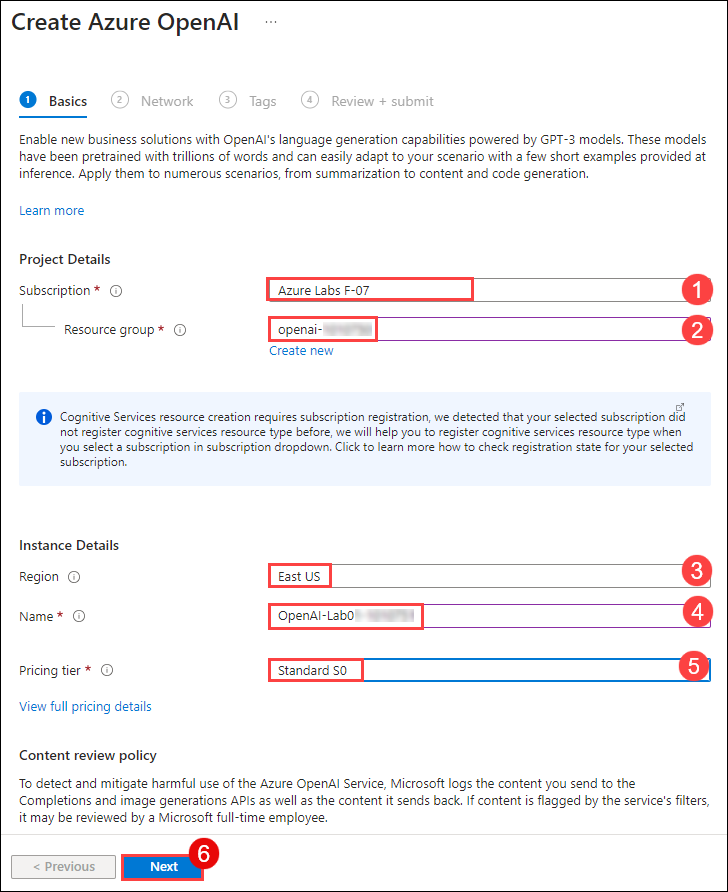 Create Azure OpenAI ...
1 Basics 2 Network 3 Tags 4 Review + submit
Enable new business solutions with OpenAI's language generation capabilities powered by GPT-3 models. These models
have been pretrained with trillions of words and can easily adapt to your scenario with a few short examples provided at
inference. Apply them to numerous scenarios, from summarization to content and code generation.
Learn more
Project Details
Subscription * Azure Labs F-07 1
Resource group * openai- 2
Create new
Cognitive Services resource creation requires subscription registration, we detected that your selected subscription did
not register cognitive services resource type before, we will help you to register cognitive services resource type when
you select a subscription in subscription dropdown. Click to learn more how to check registration state for your selected
subscription.
Instance Details
Region East US 3
Name * OpenAI-Lab0 4
Pricing tier * Standard S0 5
View full pricing details
Content review policy
To detect and mitigate harmful use of the Azure OpenAI Service, Microsoft logs the content you send to the
Completions and image generations APIs as well as the content it sends back. If content is flagged by the service's filters,
it may be reviewed by a Microsoft full-time employee.
< Previous Next 6